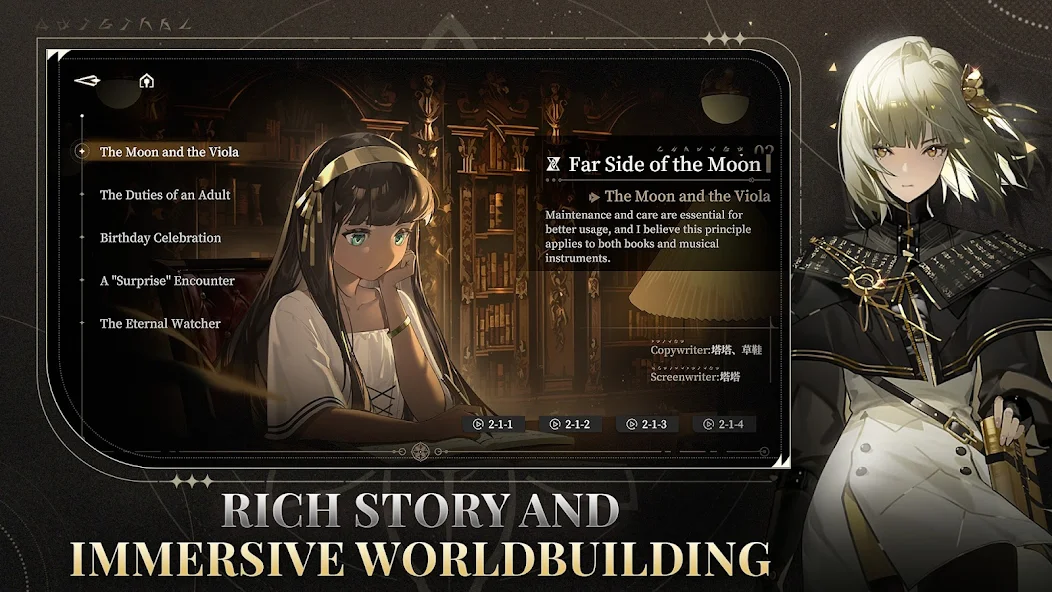 The Moon and the Viola
The Duties of an Adult
Birthday Celebration
A "Surprise" Encounter
The Eternal Watcher
Far Side of the Moon
The Moon and the Viola
Maintenance and care are essential for
better usage, and I believe this principle
applies to both books and musical
instruments.
Copywriter:塔塔、草鞋
Screenwriter:塔塔
2-1-1
2-1-2
2-1-3
2-1-4
RICH STORY AND
IMMERSIVE WORLDBUILDING